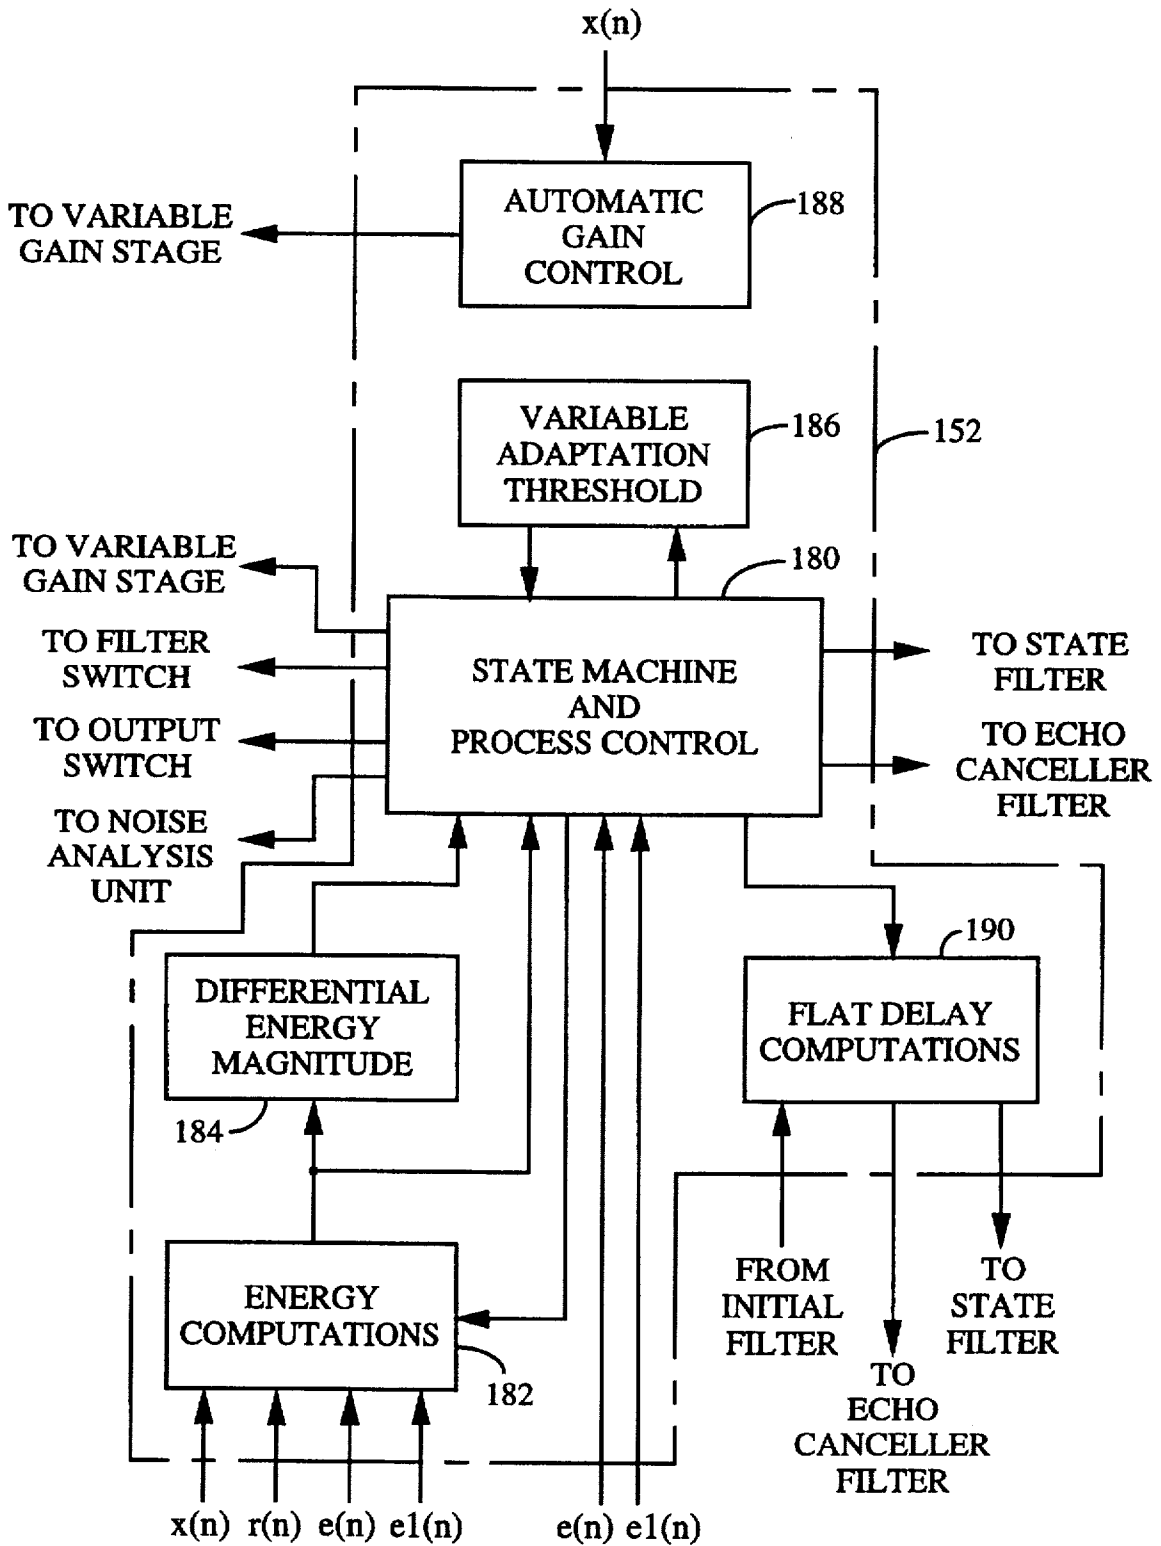 x(n)
AUTOMATIC
GAIN
CONTROL
188
TO VARIABLE
GAIN STAGE
VARIABLE
ADAPTATION
THRESHOLD
186
152
TO VARIABLE
GAIN STAGE
180
TO FILTER
SWITCH
STATE MACHINE
AND
PROCESS CONTROL
TO STATE
FILTER
TO OUTPUT
SWITCH
TO ECHO
CANCELLER
FILTER
TO NOISE
ANALYSIS
UNIT
190
DIFFERENTIAL
ENERGY
MAGNITUDE
184
FLAT DELAY
COMPUTATIONS
ENERGY
COMPUTATIONS
182
FROM
INITIAL
FILTER
TO
STATE
FILTER
TO
ECHO
CANCELLER
FILTER
x(n) r(n) e(n) e1(n)
e(n) e1(n)